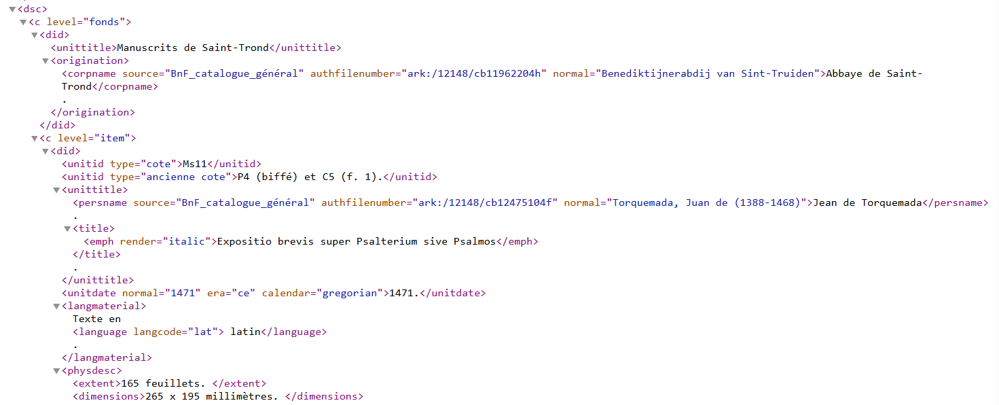 ▼<dsc>
▼<c level="fonds">
▼<did>
<unittitle>Manuscrits de Saint-Trond</unittitle>
▼<origination>
<corpname source="BnF_catalogue_général" authfilenumber="ark:/12148/cb11962204h" normal="Benediktijnerabdij van Sint-Truiden">Abbaye de Saint-
Trond</corpname>
.
</origination>
</did>
▼<c level="item">
▼<did>
<unitid type="cote">Ms11</unitid>
<unitid type="ancienne cote">P4 (biffé) et C5 (f. 1).</unitid>
▼<unittitle>
<persname source="BnF_catalogue_général" authfilenumber="ark:/12148/cb12475104f" normal="Torquemada, Juan de (1388-1468)">Jean de Torquemada</persname>
.
▼<title>
<emph render="italic">Expositio brevis super Psalterium sive Psalmos</emph>
</title>
.
</unittitle>
<unitdate normal="1471" era="ce" calendar="gregorian">1471.</unitdate>
▼<langmaterial>
Texte en
<language langcode="lat"> latin</language>
.
</langmaterial>
▼<physdesc>
<extent>165 feuillets. </extent>
<dimensions>265 x 195 millimètres. </dimensions>